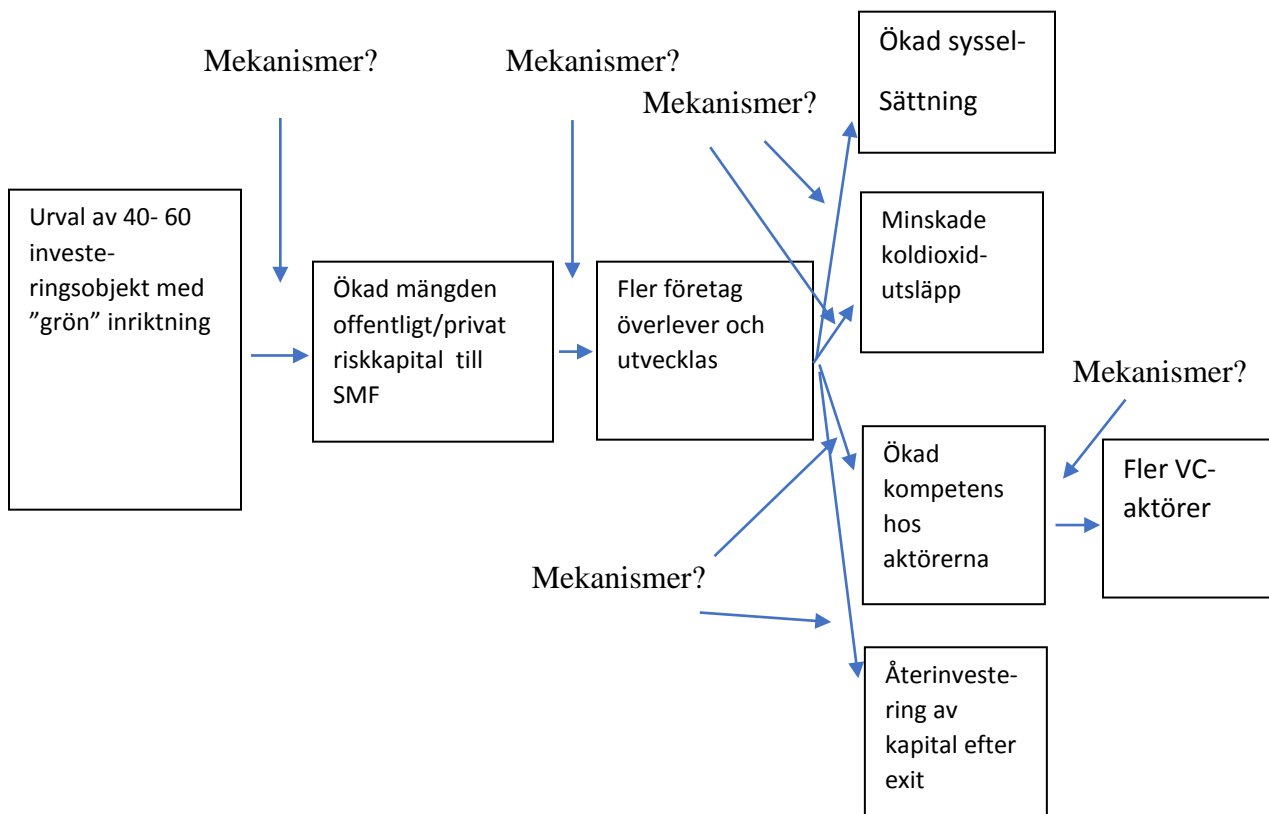 Mekanismer?
Mekanismer?
Mekanismer?
Urval av 40- 60
investe-
ringsobjekt med
”grön” inriktning
Ökad mängden
offentligt/privat
riskkapital till
SMF
Fler företag
överlever och
utvecklas
Ökad syssel-
Sättning
Minskade
koldioxid-
utsläpp
Mekanismer?
Ökad
kompetens
hos
aktörerna
Fler VC-
aktörer
Mekanismer?
Återinveste-
ring av
kapital efter
exit